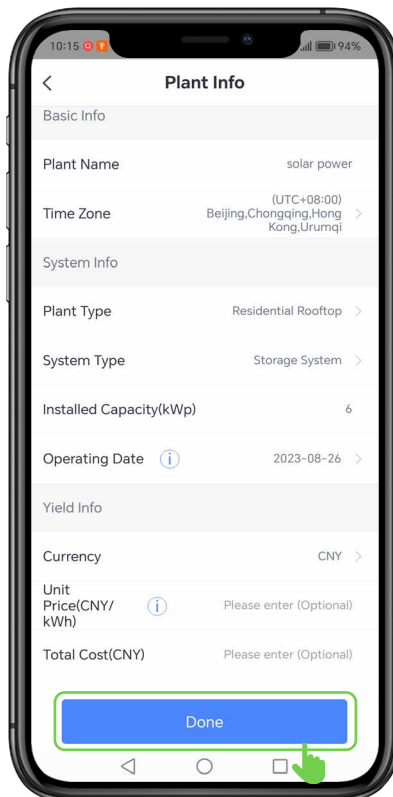 10:15
94%
Plant Info
Basic Info
Plant Name
solar power
Time Zone
(UTC+08:00)
Beijing,Chongqing,Hong
Kong,Urumqi
System Info
Plant Type
Residential Rooftop
System Type
Storage System
Installed Capacity(kWp)
6
Operating Date
2023-08-26
Yield Info
Currency
CNY
Unit
Price(CNY/
kWh)
Please enter (Optional)
Total Cost(CNY)
Please enter (Optional)
Done